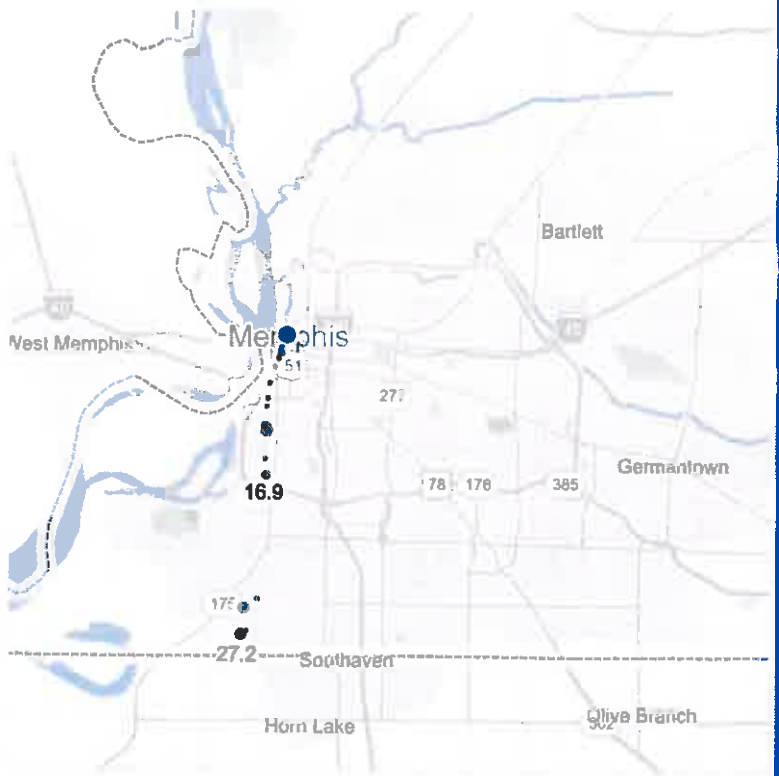 Bartlett
West Memphis
Memphis
51
277
Germantown
78 176 385
16.9
175
27.2 Southaven
Horn Lake
Olive Branch